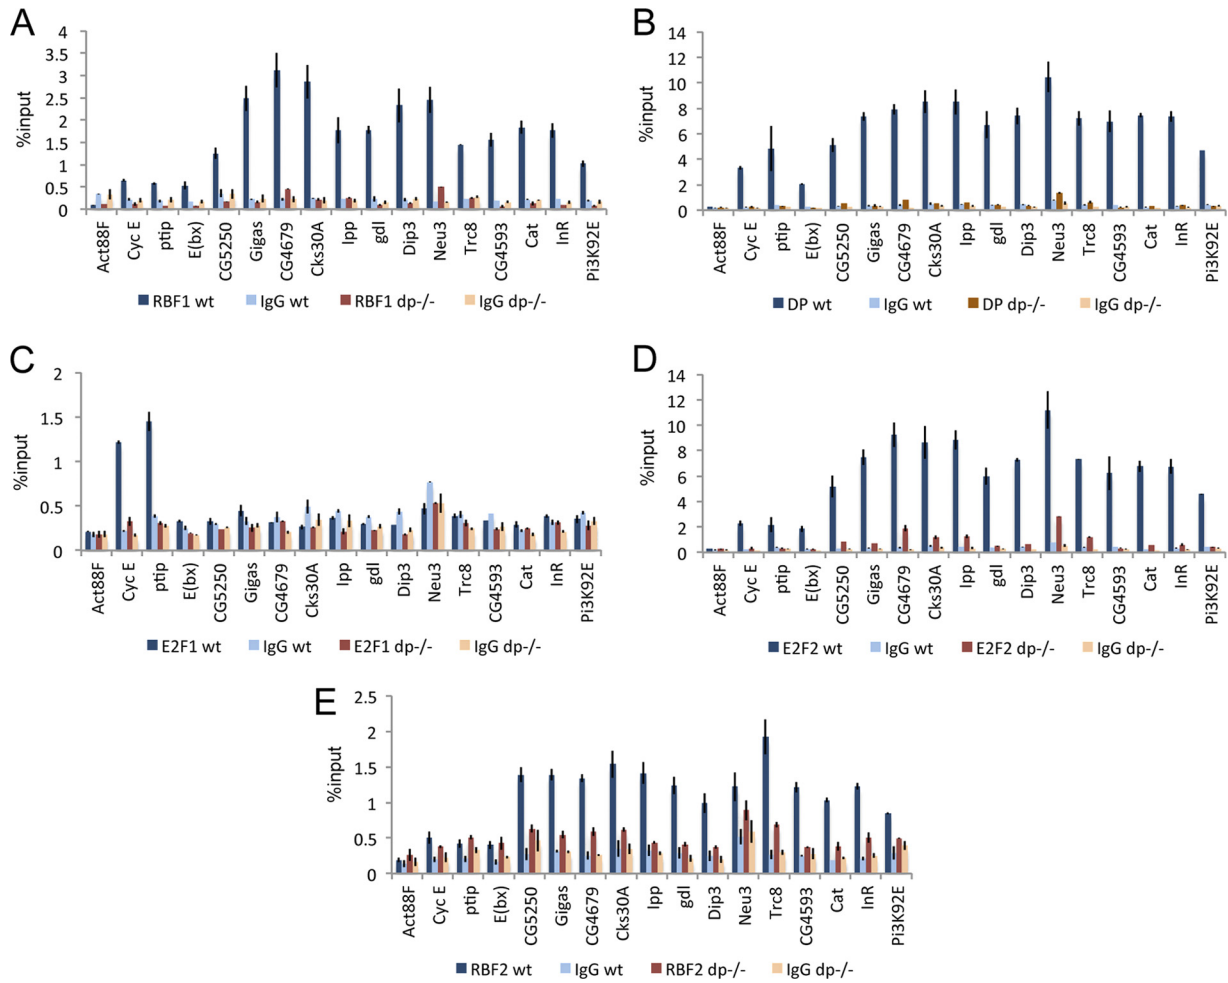 A
%input
4
3.5
3
2.5
2
1.5
1
0.5
0
Act88F Cyc E ptip E(bx) CG5250 Gigas CG4679 Cks30A Ipp gdl Dip3 Neu3 Trc8 CG4593 Cat InR Pi3K92E
RBF1 wt IgG wt RBF1 dp-/- IgG dp-/-
B
%input
14
12
10
8
6
4
2
0
Act88F Cyc E ptip E(bx) CG5250 Gigas CG4679 Cks30A Ipp gdl Dip3 Neu3 Trc8 CG4593 Cat InR Pi3K92E
DP wt IgG wt DP dp-/- IgG dp-/-
C
%input
2
1.5
1
0.5
0
Act88F Cyc E ptip E(bx) CG5250 Gigas CG4679 Cks30A Ipp gdl Dip3 Neu3 Trc8 CG4593 Cat InR Pi3K92E
E2F1 wt IgG wt E2F1 dp-/- IgG dp-/-
D
%input
14
12
10
8
6
4
2
0
Act88F Cyc E ptip E(bx) CG5250 Gigas CG4679 Cks30A Ipp gdl Dip3 Neu3 Trc8 CG4593 Cat InR Pi3K92E
E2F2 wt IgG wt E2F2 dp-/- IgG dp-/-
E
%input
2.5
2
1.5
1
0.5
0
Act88F Cyc E ptip E(bx) CG5250 Gigas CG4679 Cks30A Ipp gdl Dip3 Neu3 Trc8 CG4593 Cat InR Pi3K92E
RBF2 wt IgG wt RBF2 dp-/- IgG dp-/-